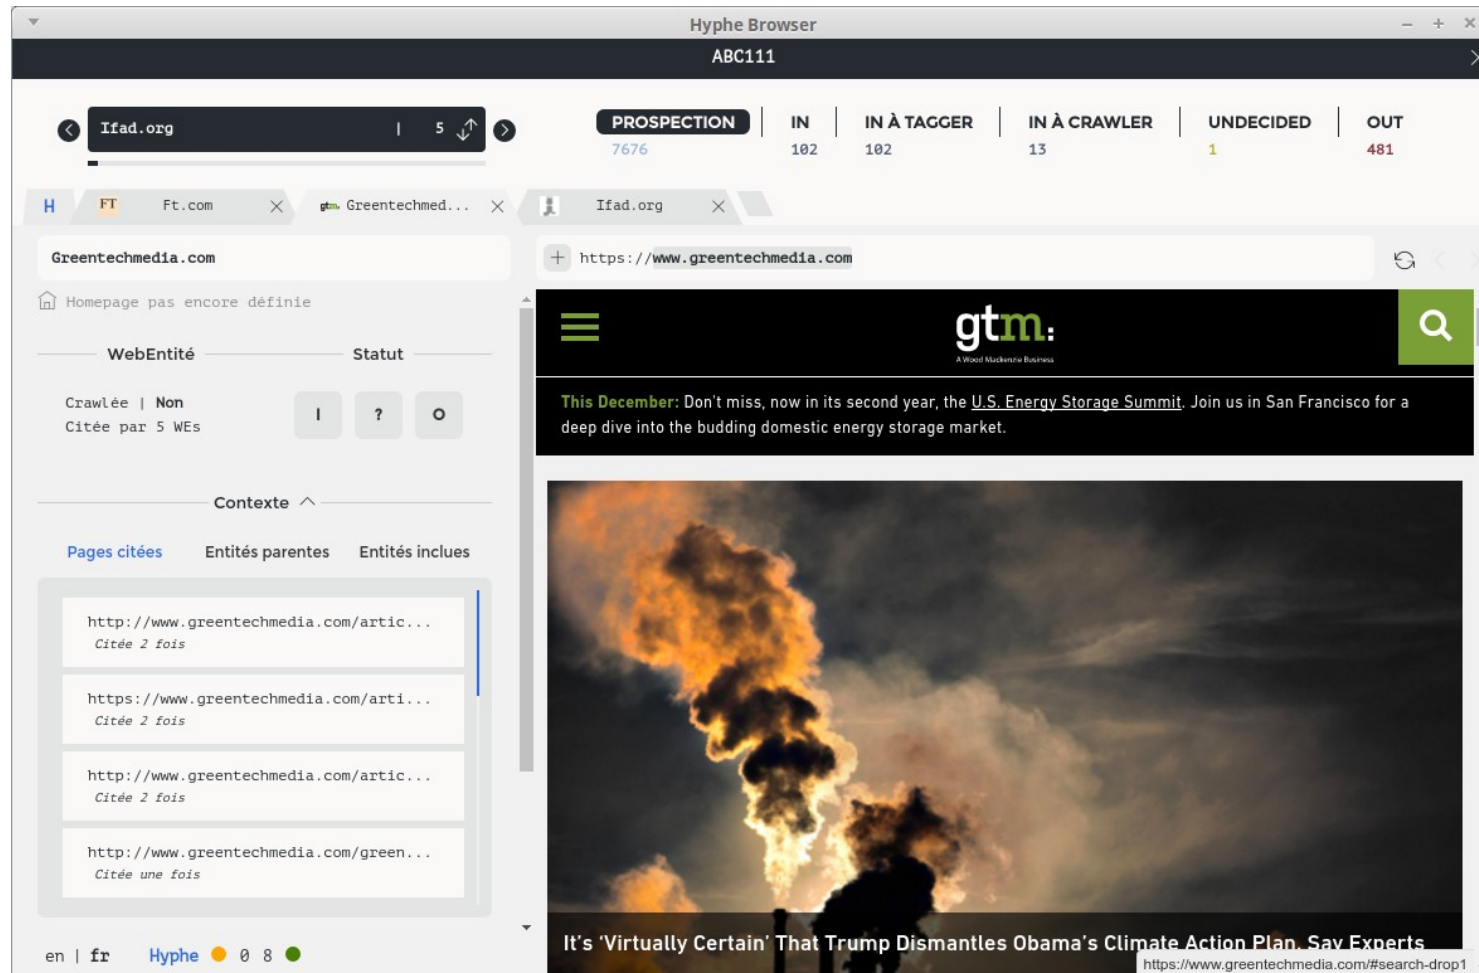 Hyphe Browser
ABC111
Ifad.org | 5
PROSPECTION IN IN À TAGGER IN À CRAWLER UNDECIDED OUT
7676 102 102 13 1 481
H FT Ft.com gtm. Greentechmed... Ifad.org
Greentechmedia.com
https://www.greentechmedia.com
Homepage pas encore définie
WebEntité Statut
Crawlée | Non
Citée par 5 WEs
I ? O
Contexte
Pages citées Entités parentes Entités inclues
http://www.greentechmedia.com/artic...
Citée 2 fois
https://www.greentechmedia.com/arti...
Citée 2 fois
http://www.greentechmedia.com/artic...
Citée 2 fois
http://www.greentechmedia.com/green...
Citée une fois
en | fr Hyphe 0 8
gtm:
A Wood Mackenzie Business
This December: Don't miss, now in its second year, the U.S. Energy Storage Summit. Join us in San Francisco for a
deep dive into the budding domestic energy storage market.
It's ‘Virtually Certain’ That Trump Dismantles Obama's Climate Action Plan, Say Experts
https://www.greentechmedia.com/#search-drop1